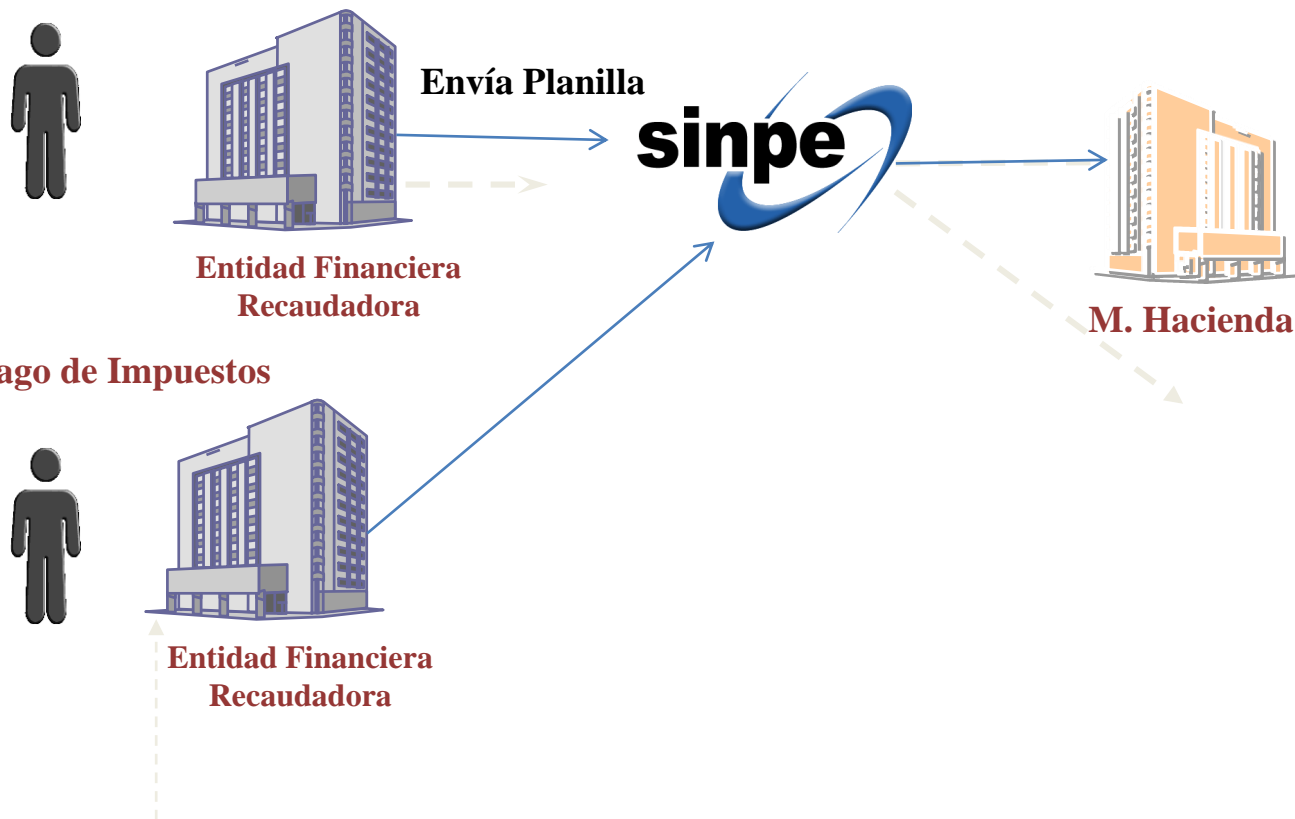 Envía Planilla
sinpe
Entidad Financiera
Recaudadora
M. Hacienda
ago de Impuestos
Entidad Financiera
Recaudadora